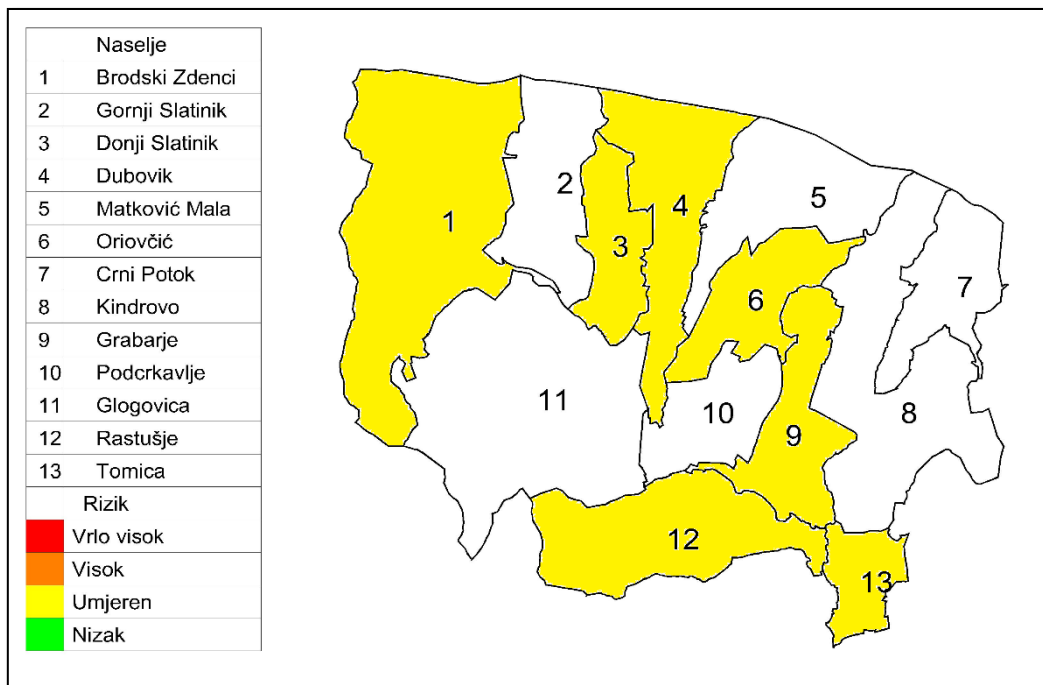 Naselje
1 Brodski Zdenci
2 Gornji Slatinik
3 Donji Slatinik
4 Dubovik
5 Matković Mala
6 Oriovčić
7 Crni Potok
8 Kindrovo
9 Grabarje
10 Podcrkavlje
11 Glogovica
12 Rastušje
13 Tomica
Rizik
Vrlo visok
Visok
Umjeren
Nizak
1
2
3
4
5
6
7
8
9
10
11
12
13